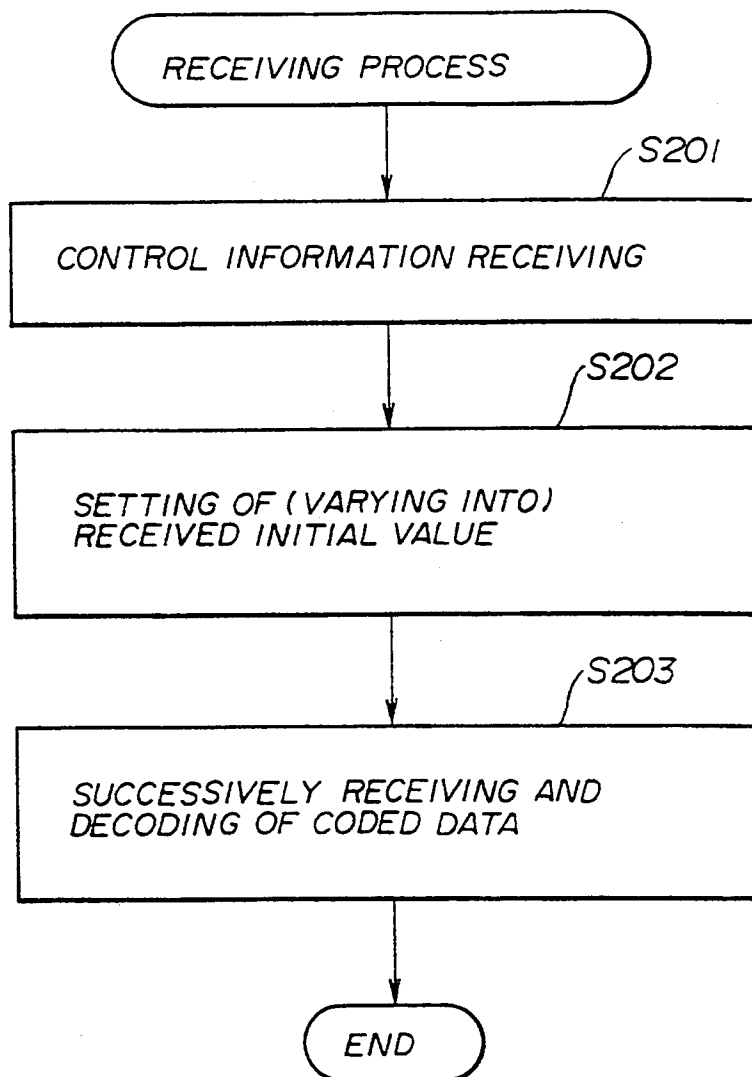 RECEIVING PROCESS
S201
CONTROL INFORMATION RECEIVING
S202
SETTING OF (VARYING INTO)
RECEIVED INITIAL VALUE
S203
SUCCESSIVELY RECEIVING AND
DECODING OF CODED DATA
END